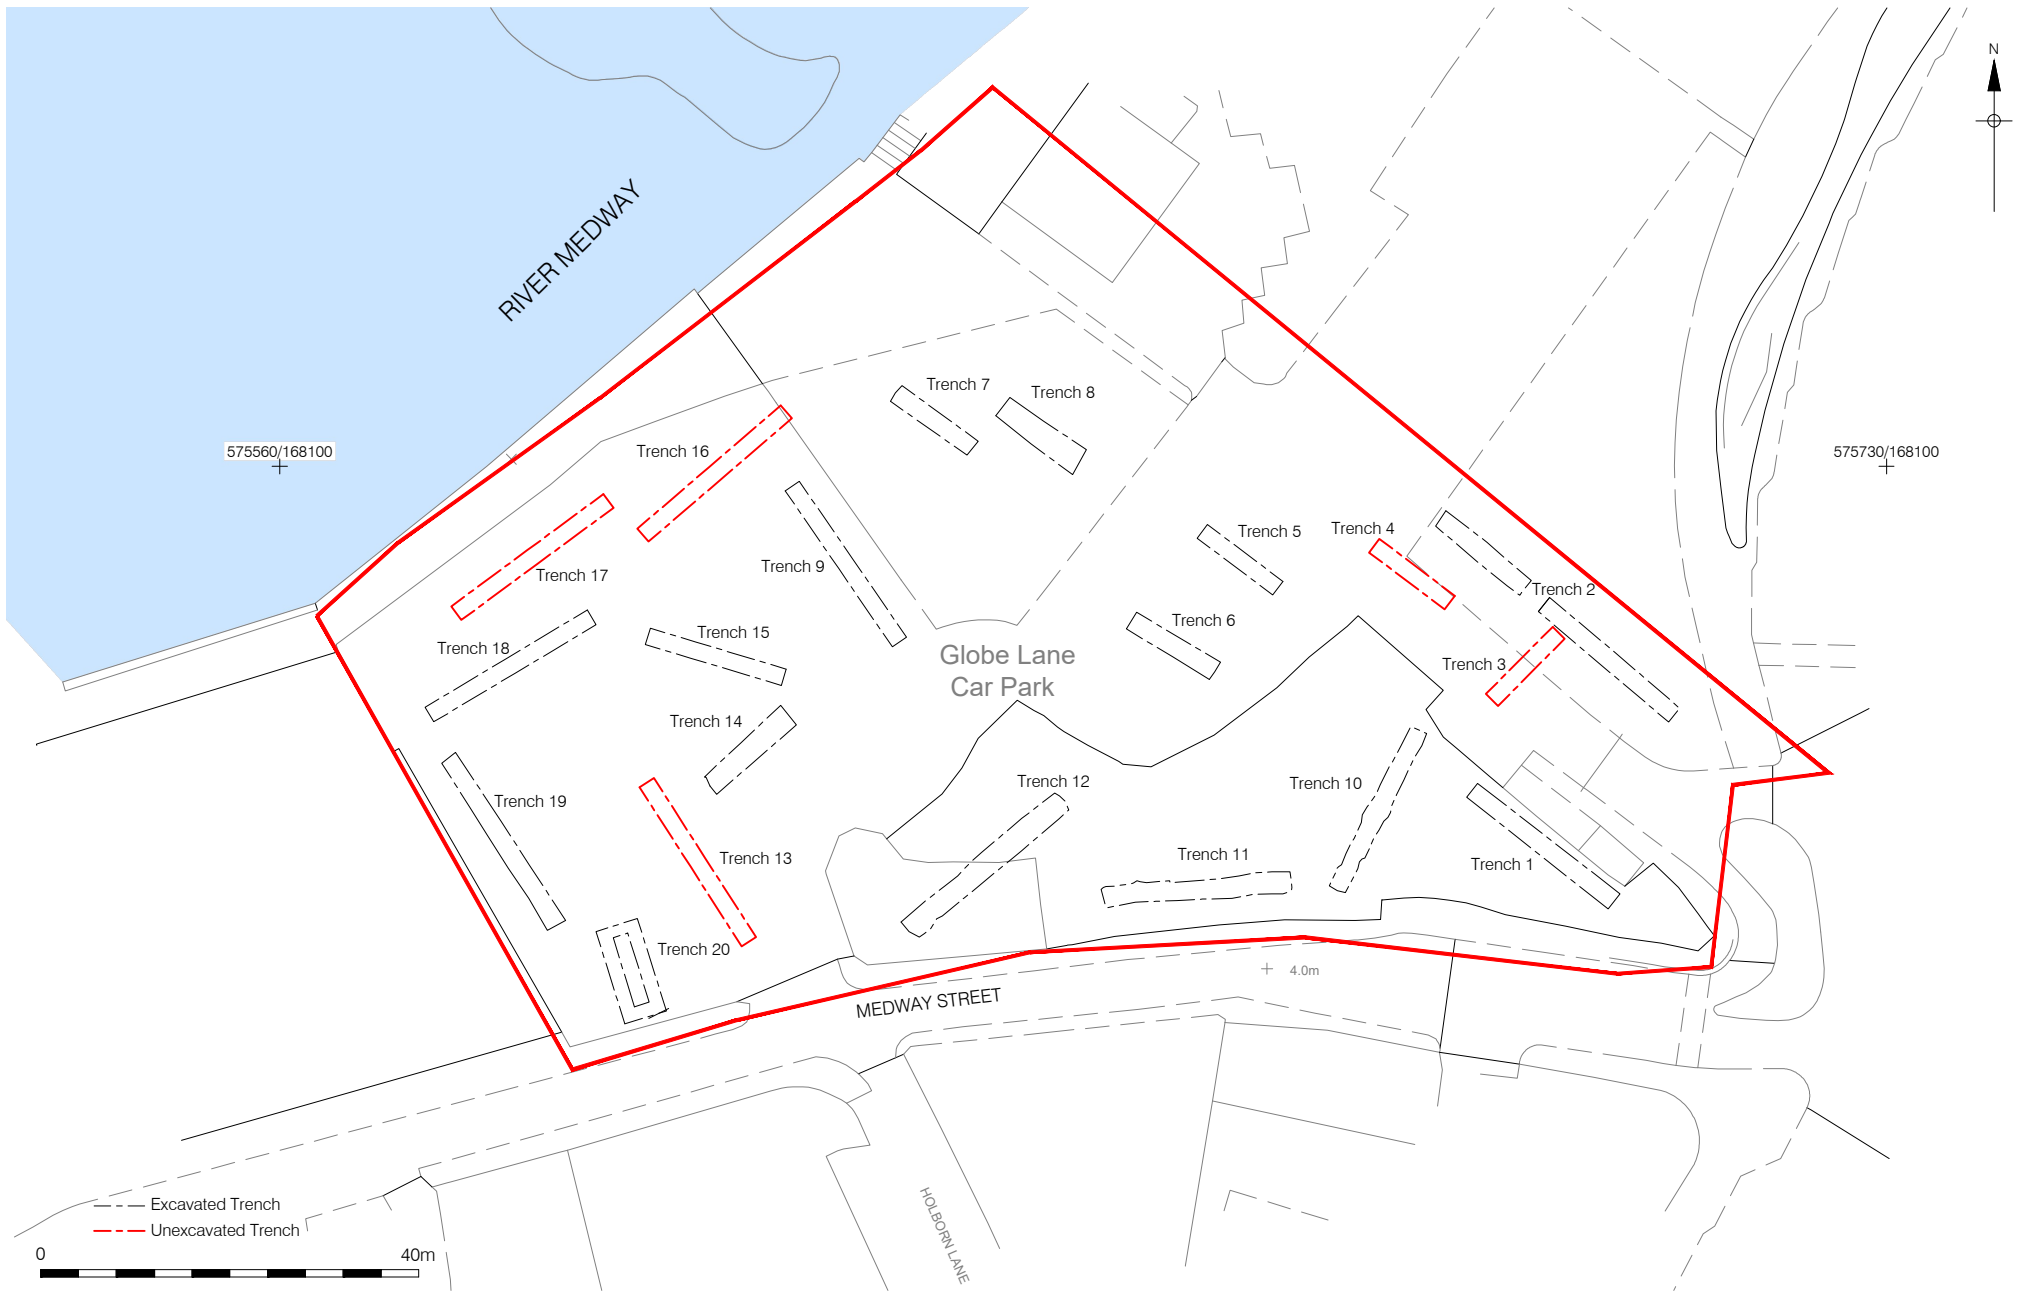 N
RIVER MEDWAY
Trench 7
Trench 8
575560/168100
Trench 16
575730/168100
Trench 5
Trench 4
Trench 9
Trench 17
Trench 2
Trench 6
Trench 15
Trench 18
Globe Lane
Car Park
Trench 3
Trench 14
Trench 12
Trench 10
Trench 19
Trench 11
Trench 13
Trench 1
Trench 20
4.0m
MEDWAY STREET
HOLBORN LANE
Excavated Trench
Unexcavated Trench
0 40m